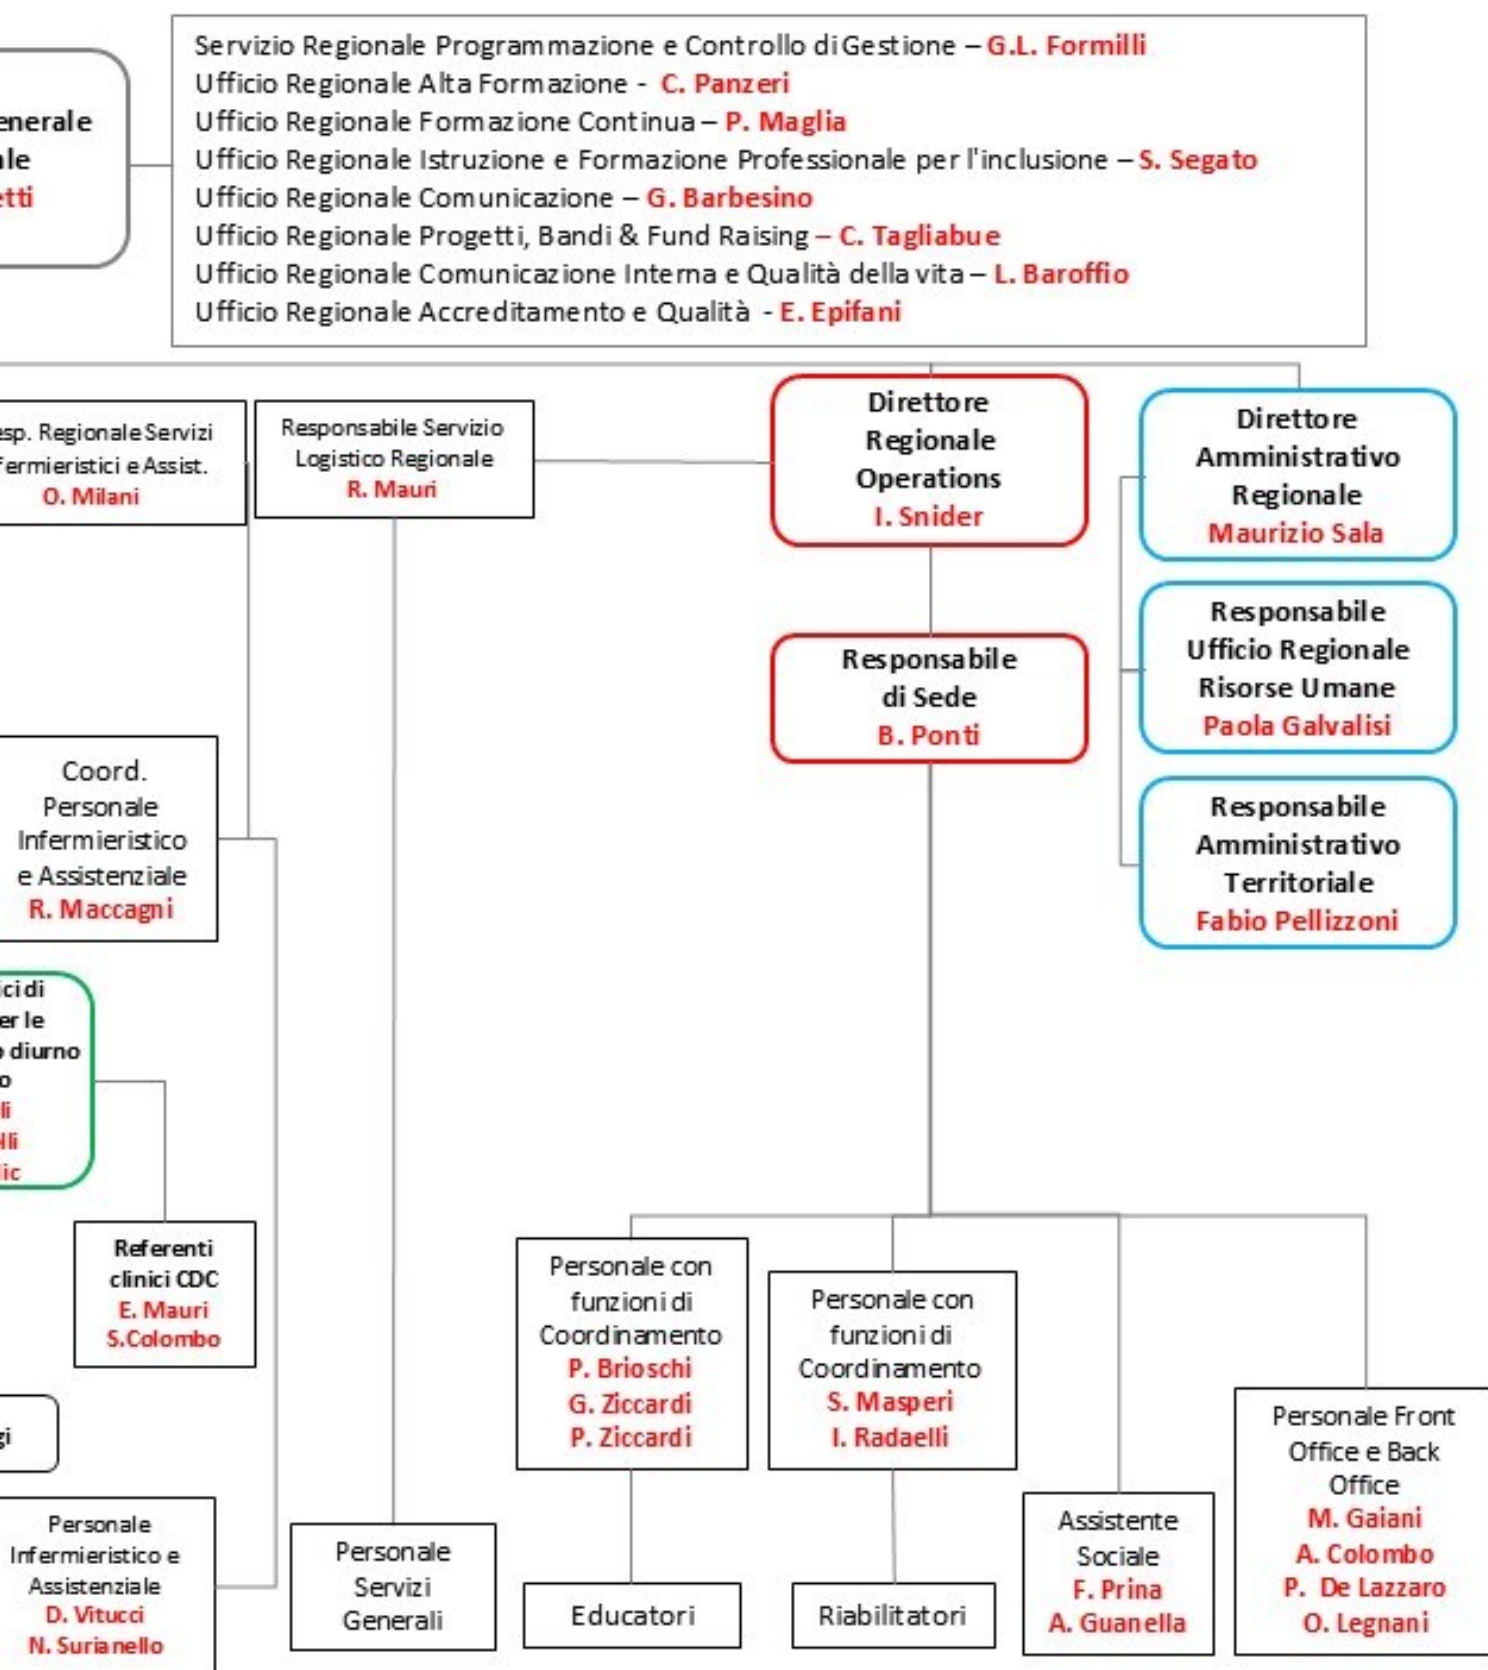 Servizio Regionale Programmazione e Controllo di Gestione – G.L. Formilli
Ufficio Regionale Alta Formazione - C. Panzeri
Ufficio Regionale Formazione Continua – P. Maglia
Ufficio Regionale Istruzione e Formazione Professionale per l'inclusione – S. Segato
Ufficio Regionale Comunicazione – G. Barbesino
Ufficio Regionale Progetti, Bandi & Fund Raising – C. Tagliabue
Ufficio Regionale Comunicazione Interna e Qualità della vita – L. Baroffio
Ufficio Regionale Accreditamento e Qualità - E. Epifani
Regionale Servizi
e Assist.
O. Milani
Responsabile Servizio
Logistico Regionale
R. Mauri
Direttore
Regionale
Operations
I. Snider
Direttore
Amministrativo
Regionale
Maurizio Sala
Responsabile
di Sede
B. Ponti
Responsabile
Ufficio Regionale
Risorse Umane
Paola Galvalisi
Responsabile
Amministrativo
Territoriale
Fabio Pellizzoni
Coord.
Personale
Infermieristico
e Assistenziale
R. Maccagni
di
le
diurno
Referenti
clinici CDC
E. Mauri
S.Colombo
Personale con
funzioni di
Coordinamento
P. Brioschi
G. Ziccardi
P. Ziccardi
Personale con
funzioni di
Coordinamento
S. Masperi
I. Radaelli
Personale Front
Office e Back
Office
M. Gaiani
A. Colombo
P. De Lazzaro
O. Legnani
Assistente
Sociale
F. Prina
A. Guanella
Personale
Infermieristico e
Assistenziale
D. Vitucci
N. Surianello
Personale
Servizi
Generali
Educatori
Riabilitatori